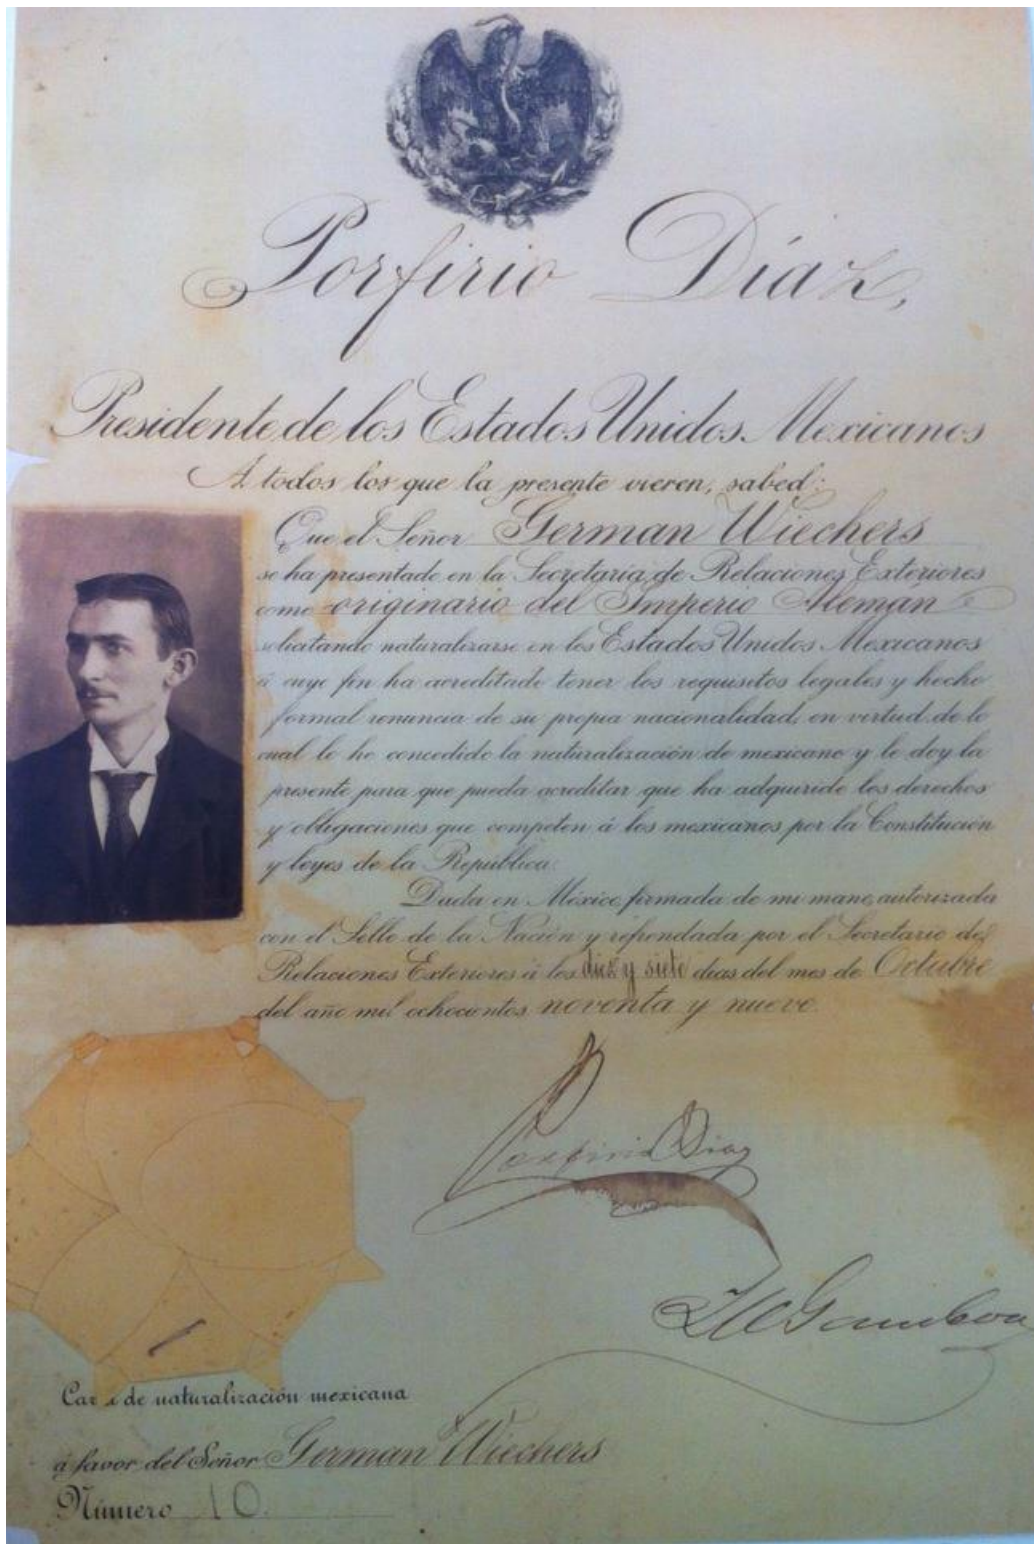 Porfirio Díaz,
Presidente de los Estados Unidos Mexicanos
A todos los que la presente vieren, sabed:
Que el Señor German Wiechers
se ha presentado en la Secretaría de Relaciones Exteriores
como originario del Imperio Aleman
solicitando naturalizarse en los Estados Unidos Mexicanos
á cuyo fin ha acreditado tener los requisitos legales y hecho
formal renuncia de su propia nacionalidad, en virtud de lo
cual le he concedido la naturalización de mexicano y le doy la
presente para que pueda acreditar que ha adquirido los derechos
y obligaciones que competen á los mexicanos por la Constitución
y leyes de la República.
Dada en México, firmada de mi mano, autorizada
con el Sello de la Nación y refrendada por el Secretario de
Relaciones Exteriores á los diez y siete dias del mes de Octubre
del año mil ochocientos noventa y nueve.
Porfirio Diaz
Gamboa
Carta de naturalización mexicana
á favor del Señor German Wiechers
Número 10.